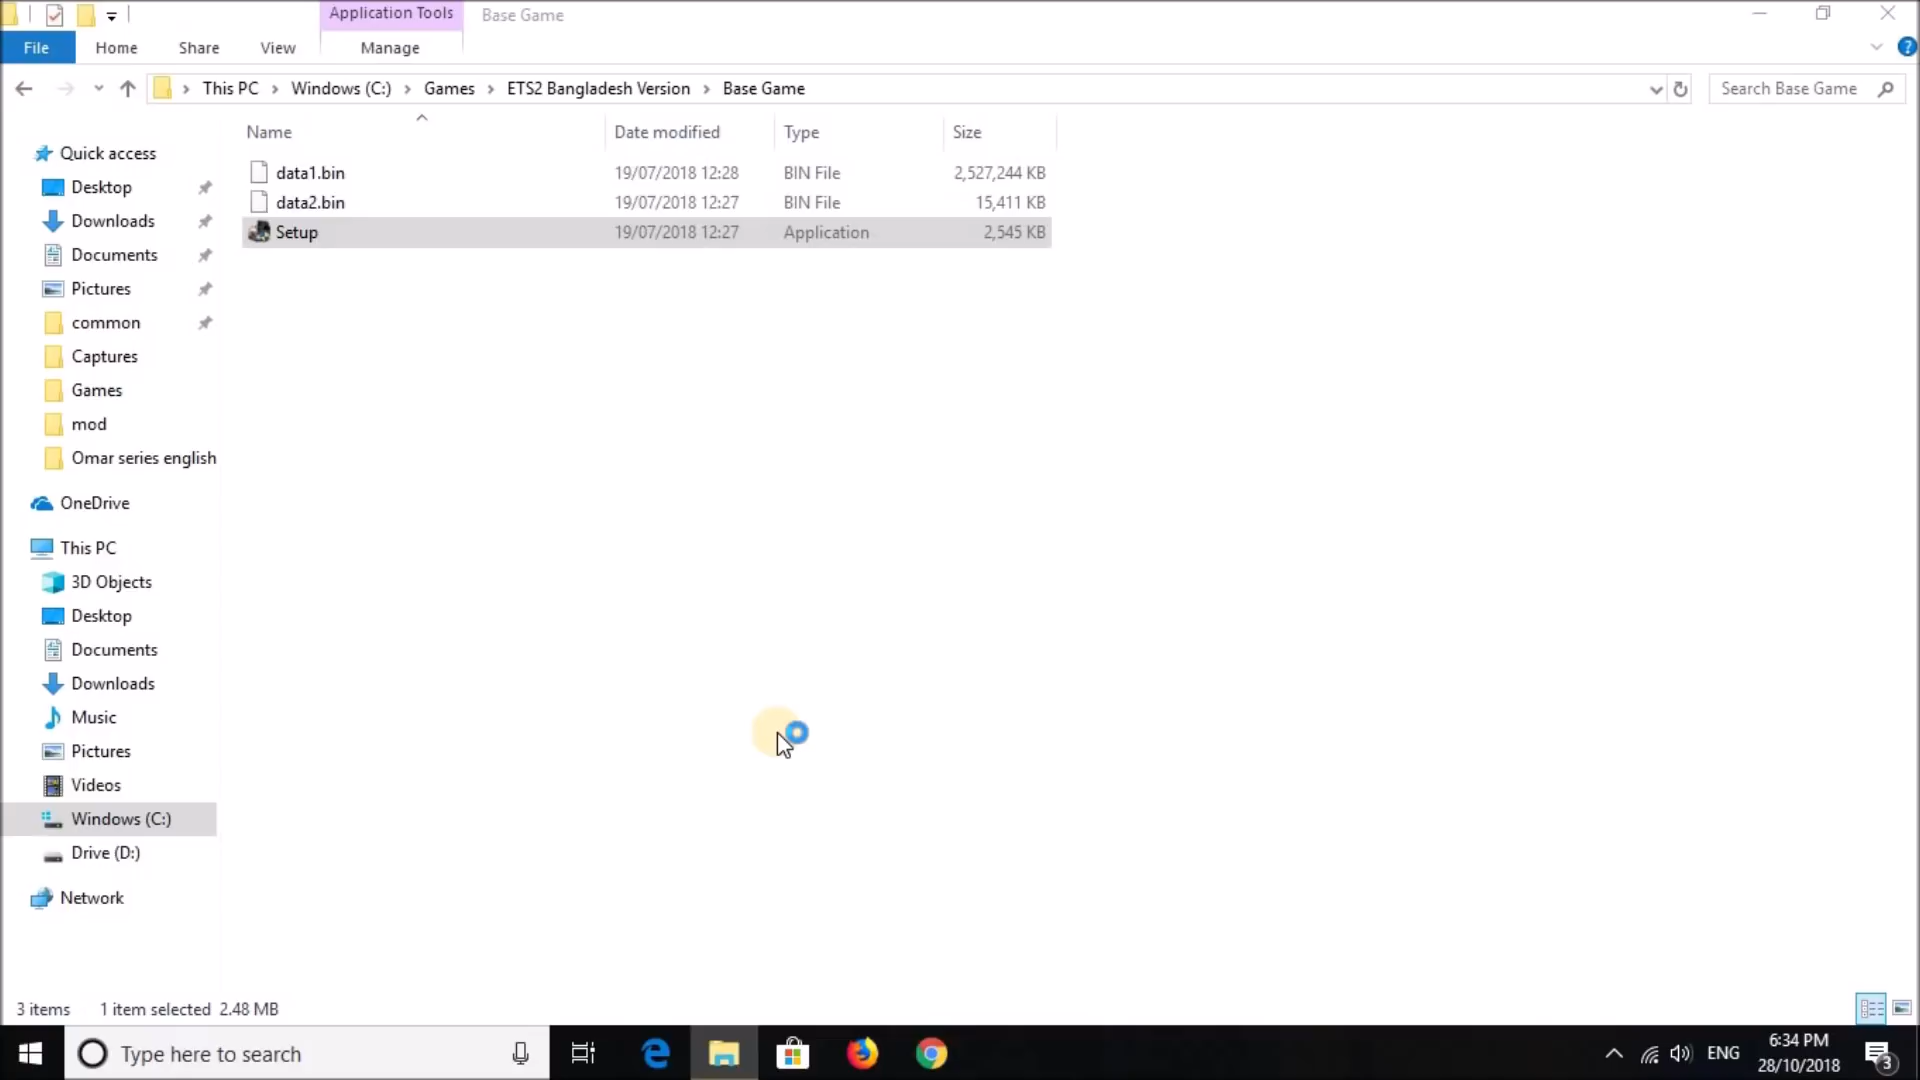 Application Tools
Base Game
File
Home
Share
View
Manage
This PC
Windows (C:)
Games
ETS2 Bangladesh Version
Base Game
Search Base Game
Name
Date modified
Type
Size
data1.bin
19/07/2018 12:28
BIN File
2,527,244 KB
data2.bin
19/07/2018 12:27
BIN File
15,411 KB
Setup
19/07/2018 12:27
Application
2,545 KB
Quick access
Desktop
Downloads
Documents
Pictures
common
Captures
Games
mod
Omar series english
OneDrive
This PC
3D Objects
Desktop
Documents
Downloads
Music
Pictures
Videos
Windows (C:)
Drive (D:)
Network
3 items
1 item selected 2.48 MB
Type here to search
ENG
6:34 PM
28/10/2018
3